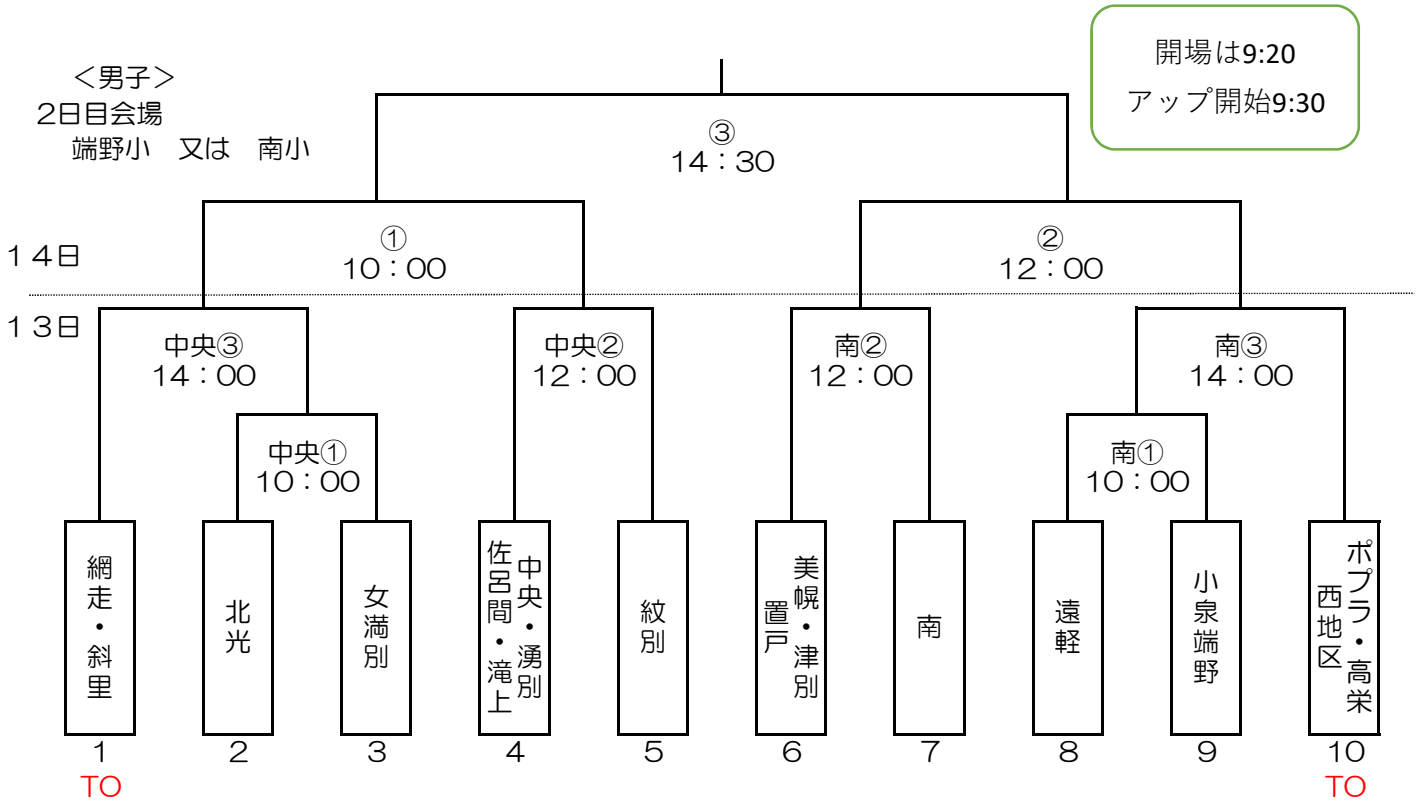 開場は9:20
アップ開始9:30
＜男子＞
2日目会場
端野小　又は　南小
③
14：30
①
10：00
②
12：00
14日
13日
中央③
14：00
中央②
12：00
南②
12：00
南③
14：00
中央①
10：00
南①
10：00
網走・斜里
北光
女満別
中央・湧別
佐呂間・滝上
紋別
美幌・津別
置戸
南
遠軽
小泉端野
ポプラ・高栄
西地区
1 2 3 4 5 6 7 8 9 10
TO TO